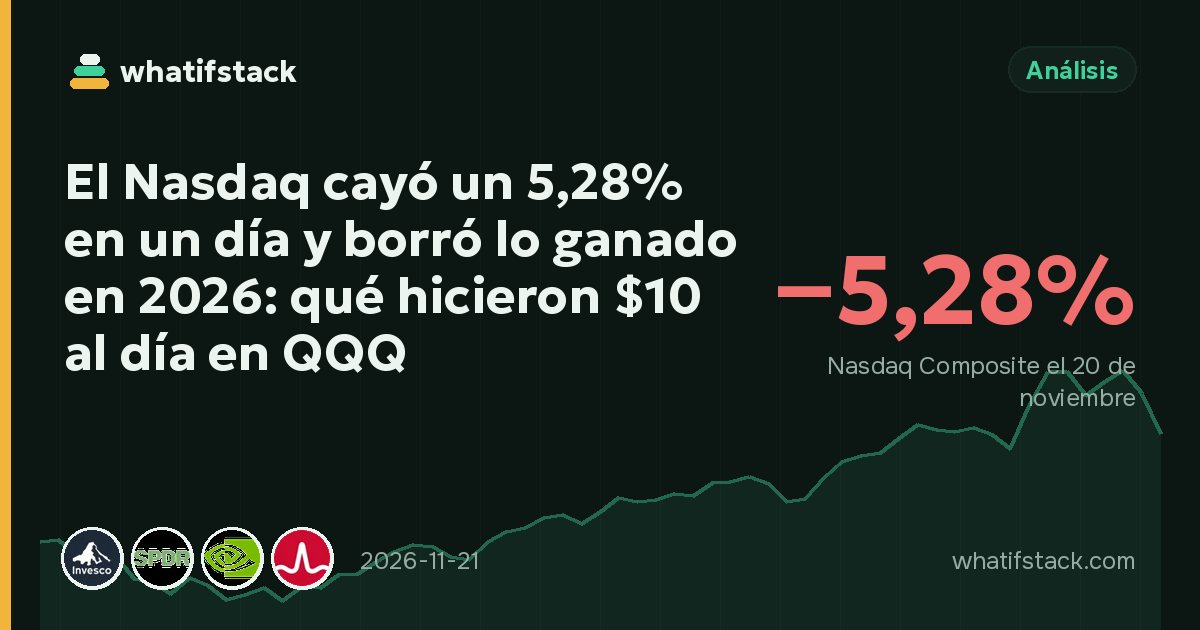 whatifstack
Análisis
El Nasdaq cayó un 5,28%
en un día y borró lo ganado
en 2026: qué hicieron $10
al día en QQQ
−5,28%
Nasdaq Composite el 20 de
noviembre
Invesco
SPDR
2026-11-21
whatifstack.com